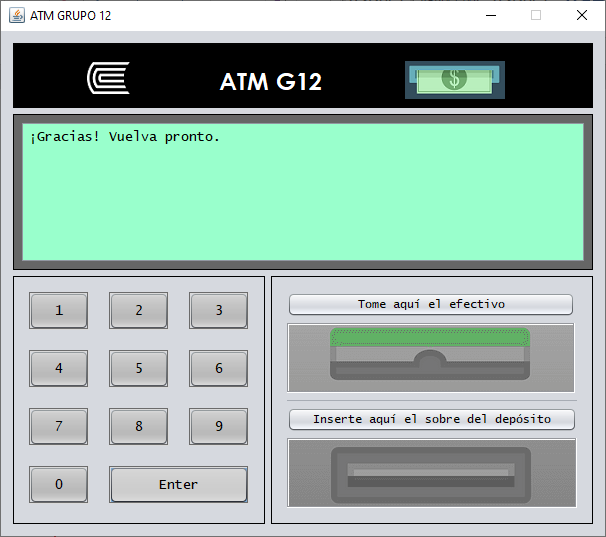 ATM GRUPO 12
ATM G12
$
¡Gracias! Vuelva pronto.
1 2 3
4 5 6
7 8 9
0 Enter
Tome aquí el efectivo
Inserte aquí el sobre del depósito